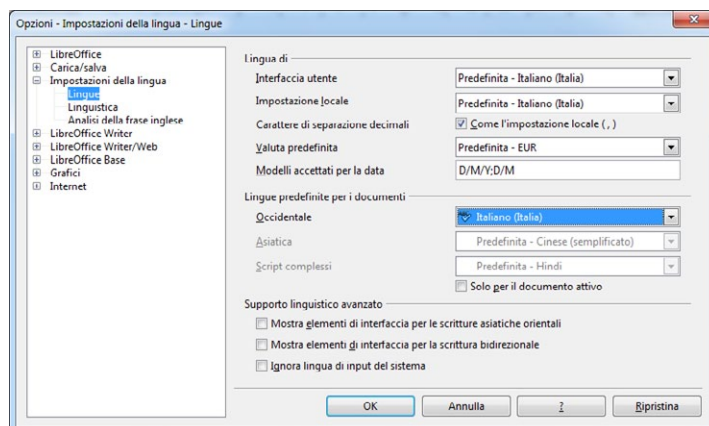 Opzioni - Impostazioni della lingua - Lingue
LibreOffice
Carica/salva
Impostazioni della lingua
Lingue
Linguistica
Analisi della frase inglese
LibreOffice Writer
LibreOffice Writer/Web
LibreOffice Base
Grafici
Internet
Lingua di
Interfaccia utente Predefinita - Italiano (Italia)
Impostazione locale Predefinita - Italiano (Italia)
Carattere di separazione decimali Come l'impostazione locale ( , )
Valuta predefinita Predefinita - EUR
Modelli accettati per la data D/M/Y;D/M
Lingue predefinite per i documenti
Occidentale Italiano (Italia)
Asiatica Predefinita - Cinese (semplificato)
Script complessi Predefinita - Hindi
Solo per il documento attivo
Supporto linguistico avanzato
Mostra elementi di interfaccia per le scritture asiatiche orientali
Mostra elementi di interfaccia per la scrittura bidirezionale
Ignora lingua di input del sistema
OK Annulla ? Ripristina